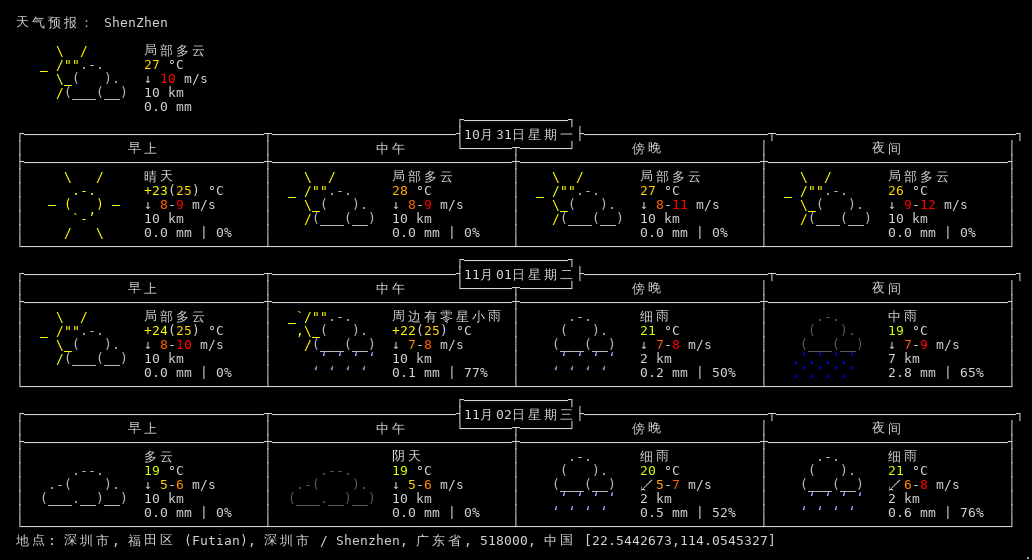 天气预报： ShenZhen
局部多云
27 °C
↓ 10 m/s
10 km
0.0 mm
10月31日星期一
早上 中午 傍晚 夜间
晴天 局部多云 局部多云 局部多云
+23(25) °C 28 °C 27 °C 26 °C
↓ 8-9 m/s ↓ 8-9 m/s ↓ 8-11 m/s ↓ 9-12 m/s
10 km 10 km 10 km 10 km
0.0 mm | 0% 0.0 mm | 0% 0.0 mm | 0% 0.0 mm | 0%
11月01日星期二
早上 中午 傍晚 夜间
局部多云 周边有零星小雨 细雨 中雨
+24(25) °C +22(25) °C 21 °C 19 °C
↓ 8-10 m/s ↓ 7-8 m/s ↓ 7-8 m/s ↓ 7-9 m/s
10 km 10 km 2 km 7 km
0.0 mm | 0% 0.1 mm | 77% 0.2 mm | 50% 2.8 mm | 65%
11月02日星期三
早上 中午 傍晚 夜间
多云 阴天 细雨 细雨
19 °C 19 °C 20 °C 21 °C
↓ 5-6 m/s ↓ 5-6 m/s ↙ 5-7 m/s ↙ 6-8 m/s
10 km 10 km 2 km 2 km
0.0 mm | 0% 0.0 mm | 0% 0.5 mm | 52% 0.6 mm | 76%
地点: 深圳市, 福田区 (Futian), 深圳市 / Shenzhen, 广东省, 518000, 中国 [22.5442673,114.0545327]